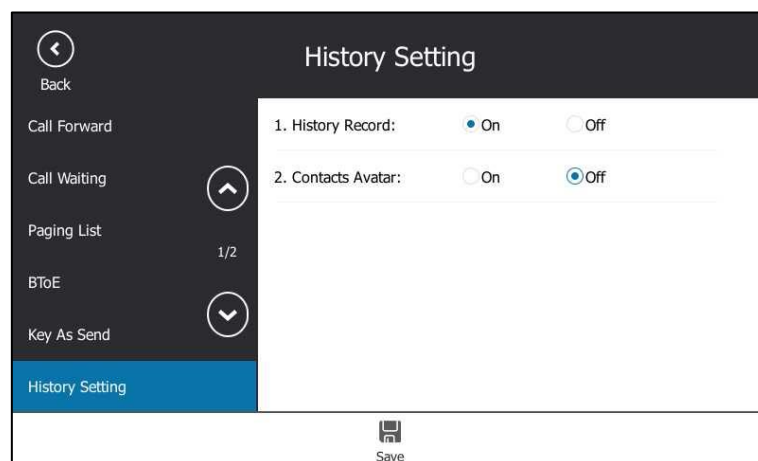 History Setting
Back
Call Forward
Call Waiting
Paging List
1/2
BToE
Key As Send
History Setting
1. History Record: On Off
2. Contacts Avatar: On Off
Save